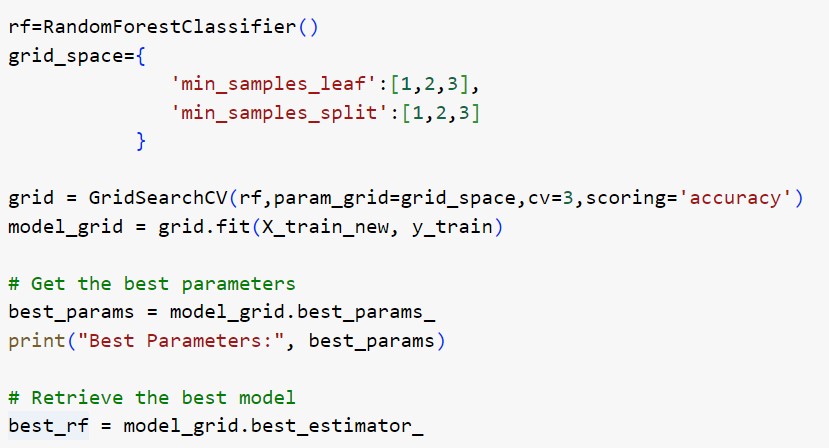 rf=RandomForestClassifier()
grid_space={
'min_samples_leaf':[1,2,3],
'min_samples_split':[1,2,3]
}
grid = GridSearchCV(rf,param_grid=grid_space,cv=3,scoring='accuracy')
model_grid = grid.fit(X_train_new, y_train)
# Get the best parameters
best_params = model_grid.best_params_
print("Best Parameters:", best_params)
# Retrieve the best model
best_rf = model_grid.best_estimator_